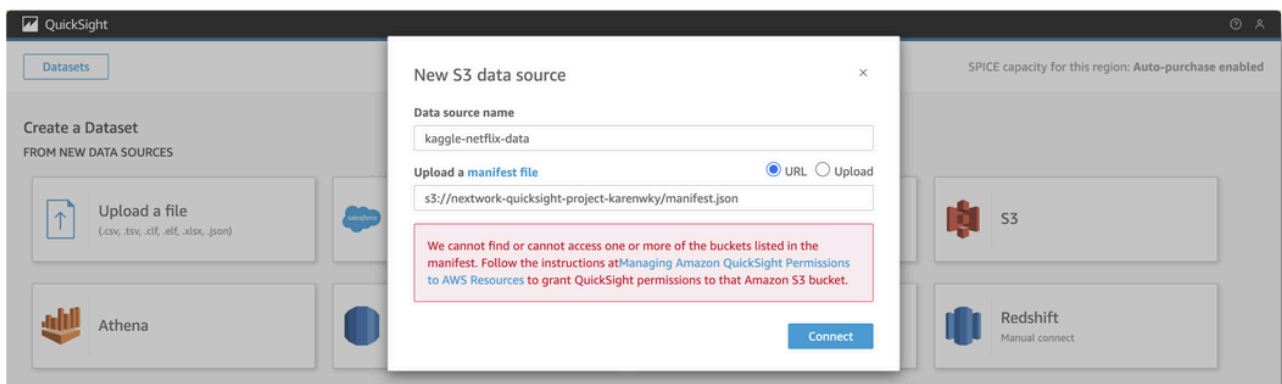 QuickSight
Datasets
SPICE capacity for this region: Auto-purchase enabled
Create a Dataset
FROM NEW DATA SOURCES
Upload a file
(.csv, .tsv, .clf, .elf, .xlsx, .json)
salesforce
S3
Athena
Redshift
Manual connect
New S3 data source
×
Data source name
kaggle-netflix-data
Upload a manifest file
URL
Upload
s3://nextwork-quicksight-project-karenwky/manifest.json
We cannot find or cannot access one or more of the buckets listed in the
manifest. Follow the instructions atManaging Amazon QuickSight Permissions
to AWS Resources to grant QuickSight permissions to that Amazon S3 bucket.
Connect